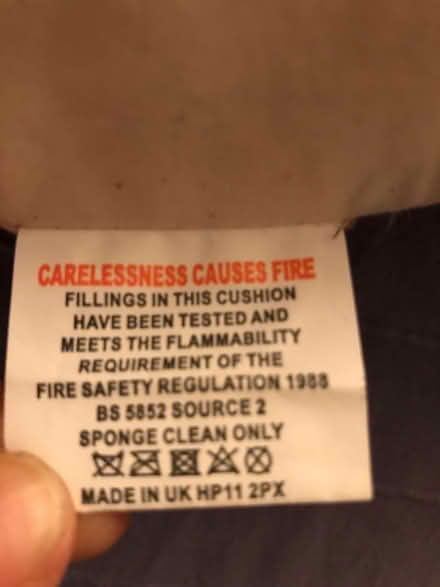 CARELESSNESS CAUSES FIRE
FILLINGS IN THIS CUSHION
HAVE BEEN TESTED AND
MEETS THE FLAMMABILITY
REQUIREMENT OF THE
FIRE SAFETY REGULATION 1988
BS 5852 SOURCE 2
SPONGE CLEAN ONLY
MADE IN UK HP11 2PX